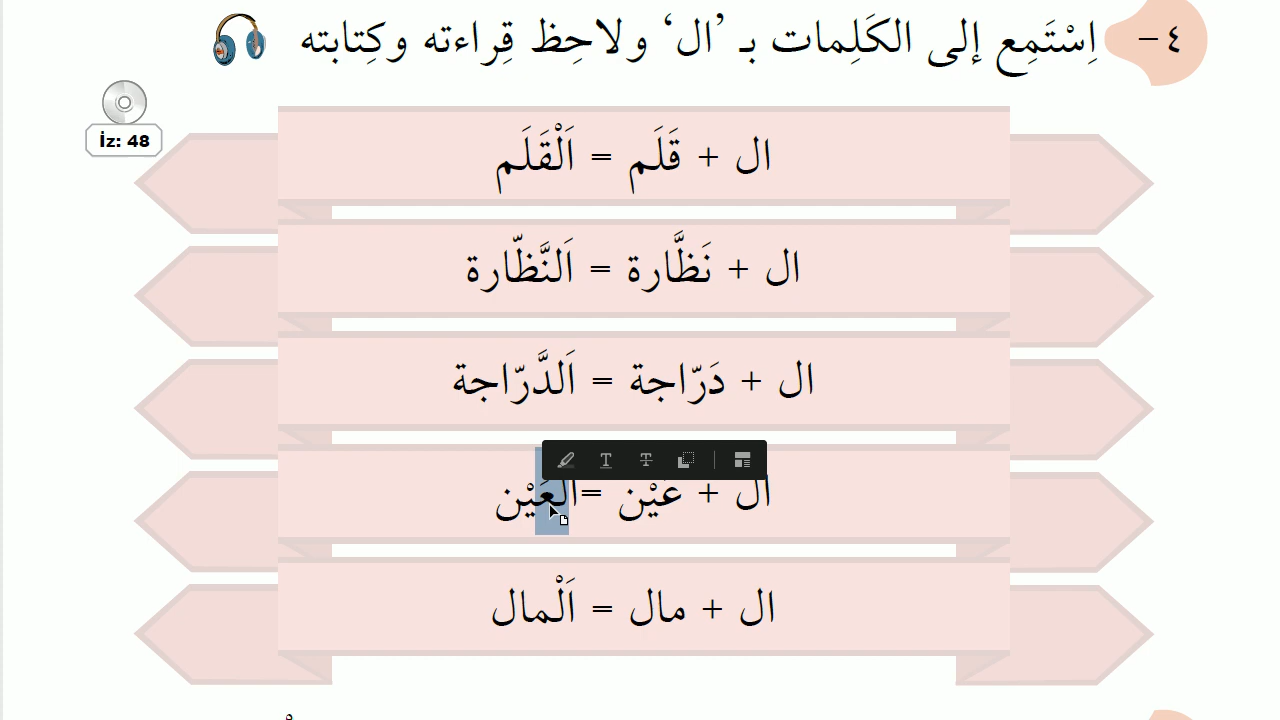 ٤ – اِسْتَمِع إلى الكَلِمات بـ ’ال‘ ولاحِظ قِراءته وكِتابته
İz: 48
ال + قَلَم = اَلْقَلَم
ال + نَظَّارة = اَلنَّظّارة
ال + دَرّاجة = اَلدَّرّاجة
ال + عَيْن =العَيْن
ال + مال = اَلْمال